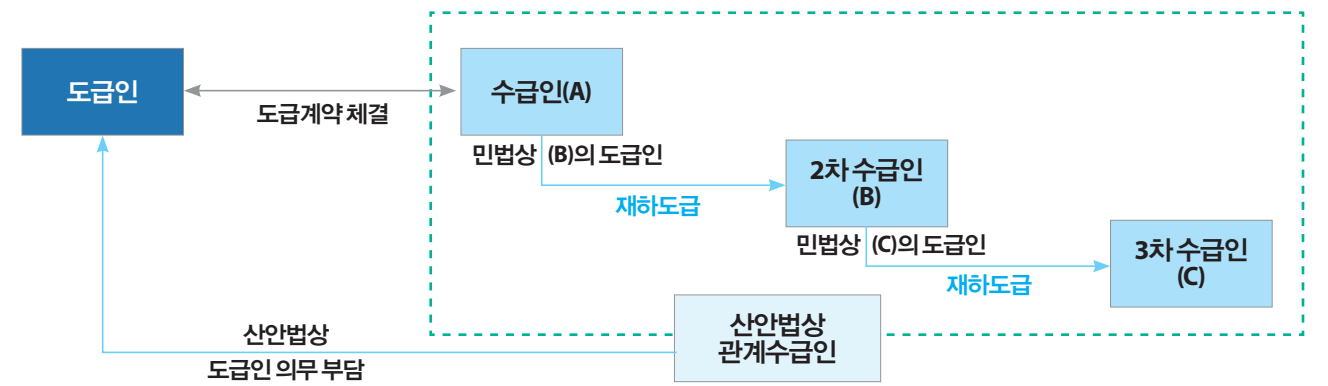 도급인
도급계약 체결
수급인(A)
민법상 (B)의 도급인
재하도급
2차 수급인
(B)
민법상 (C)의 도급인
재하도급
3차 수급인
(C)
산안법상
관계수급인
산안법상
도급인 의무 부담